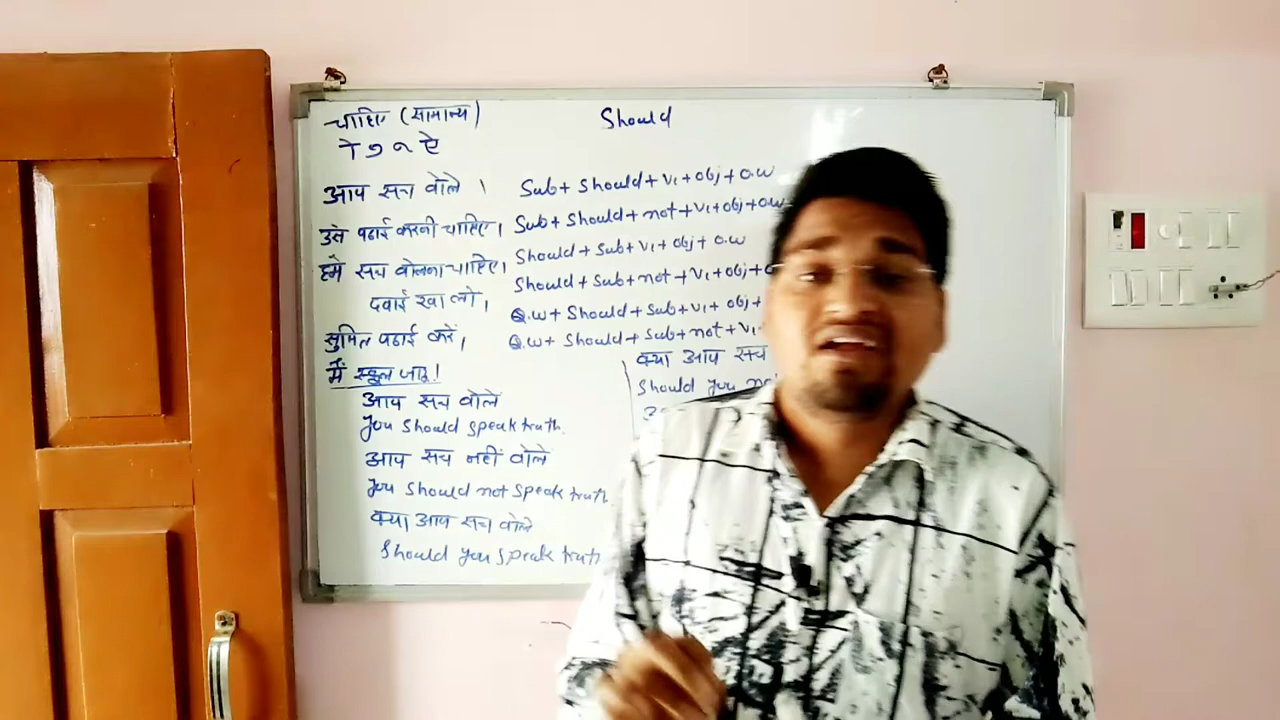 चाहिए (सामान्य)
Should
आप सच बोले ।
Sub + Should + V1 + obj + o.w
उसे पढाई करनी चाहिए ।
Sub + Should + not + V1 + obj + o.w
हमें सच बोलना चाहिए ।
Should + Sub + V1 + obj + o.w
दवाई खा लो ।
Should + Sub + not + V1 + obj +
सुमित पढाई करें ।
Q.w + Should + Sub + V1 + obj +
Q.w + Should + Sub + not + V1
में स्कूल जाए ।
क्या आप सच
Should you
आप सच बोले
You Should speak truth.
आप सच नहीं बोले
You Should not speak truth
क्या आप सच बोले
Should you speak truth